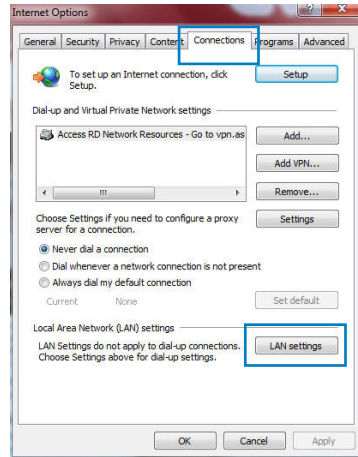 Internet Options
General Security Privacy Content Connections Programs Advanced
To set up an Internet connection, click
Setup.
Setup
Dial-up and Virtual Private Network settings
Access RD Network Resources - Go to vpn.as
Add...
Add VPN...
Remove...
Choose Settings if you need to configure a proxy
server for a connection.
Settings
Never dial a connection
Dial whenever a network connection is not present
Always dial my default connection
Current None
Set default
Local Area Network (LAN) settings
LAN Settings do not apply to dial-up connections.
Choose Settings above for dial-up settings.
LAN settings
OK Cancel Apply